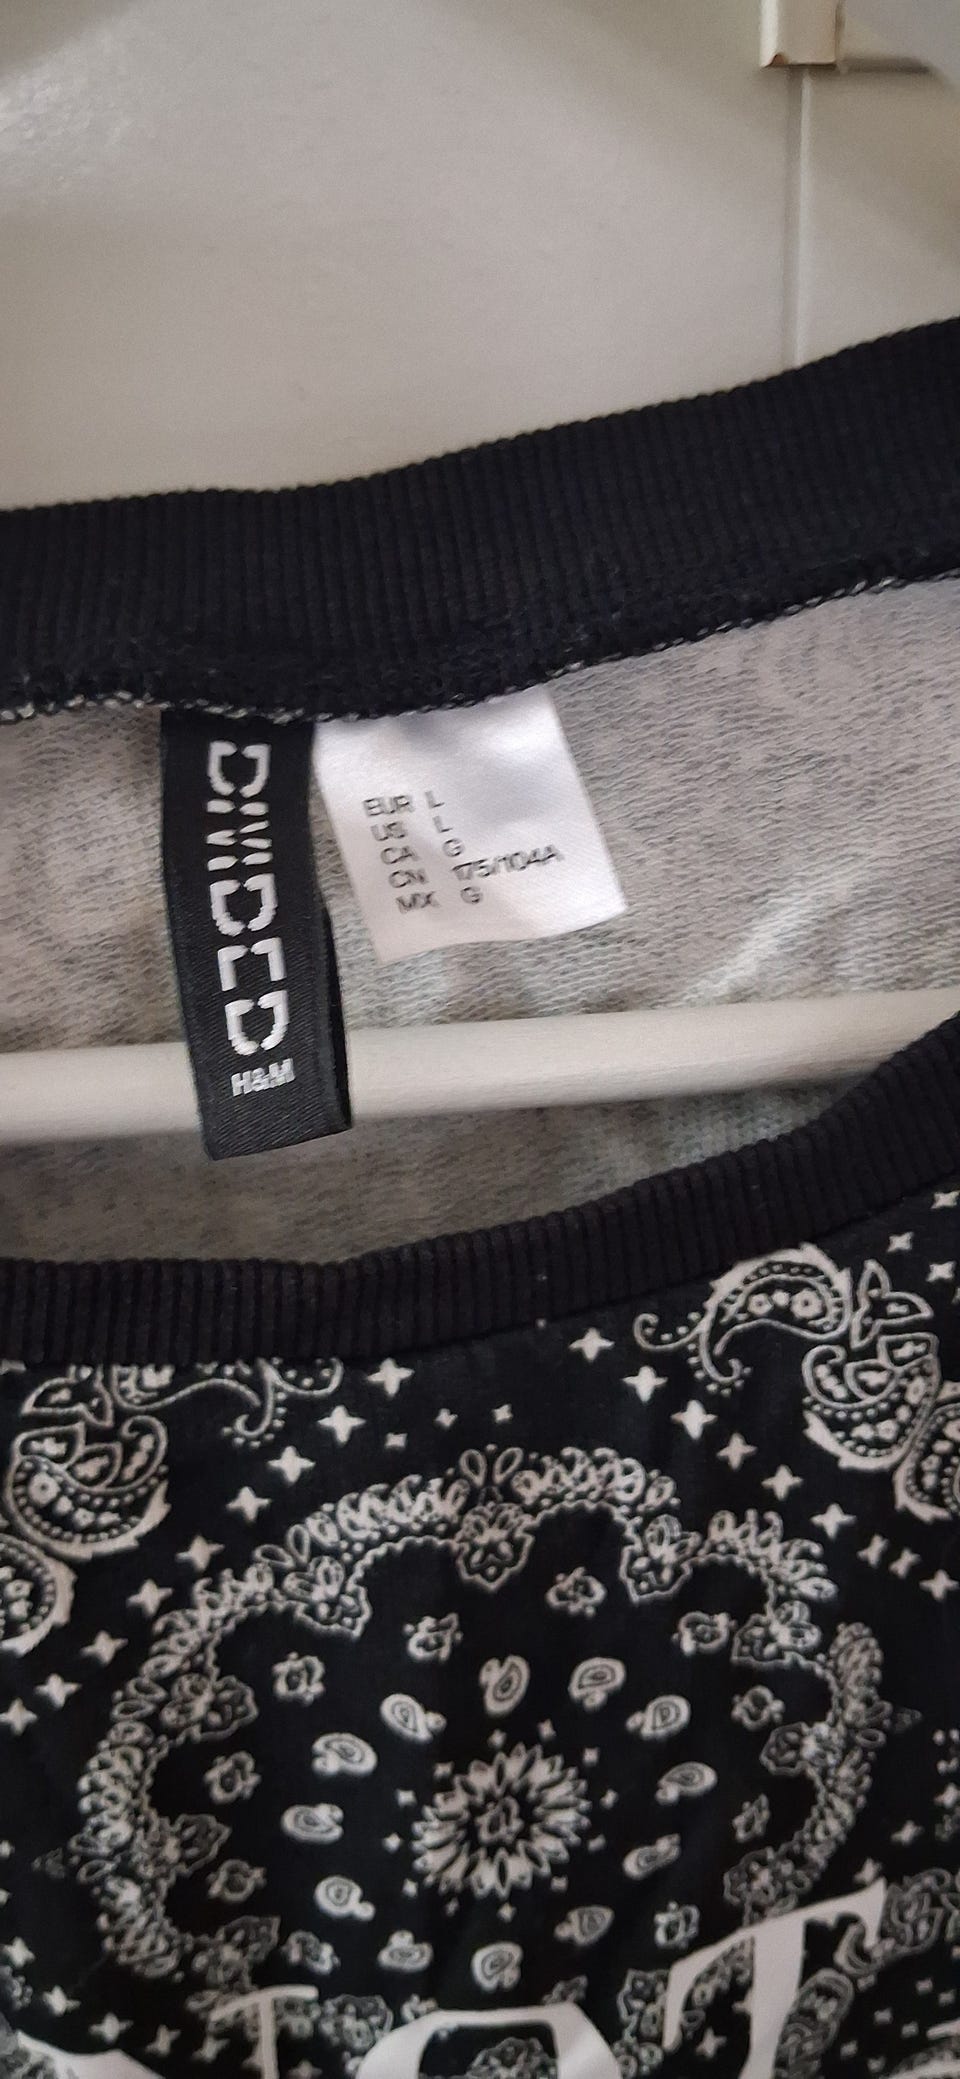 DIVIDED
H&M
EUR L
US L
CA G
CN 175/104A
MX G